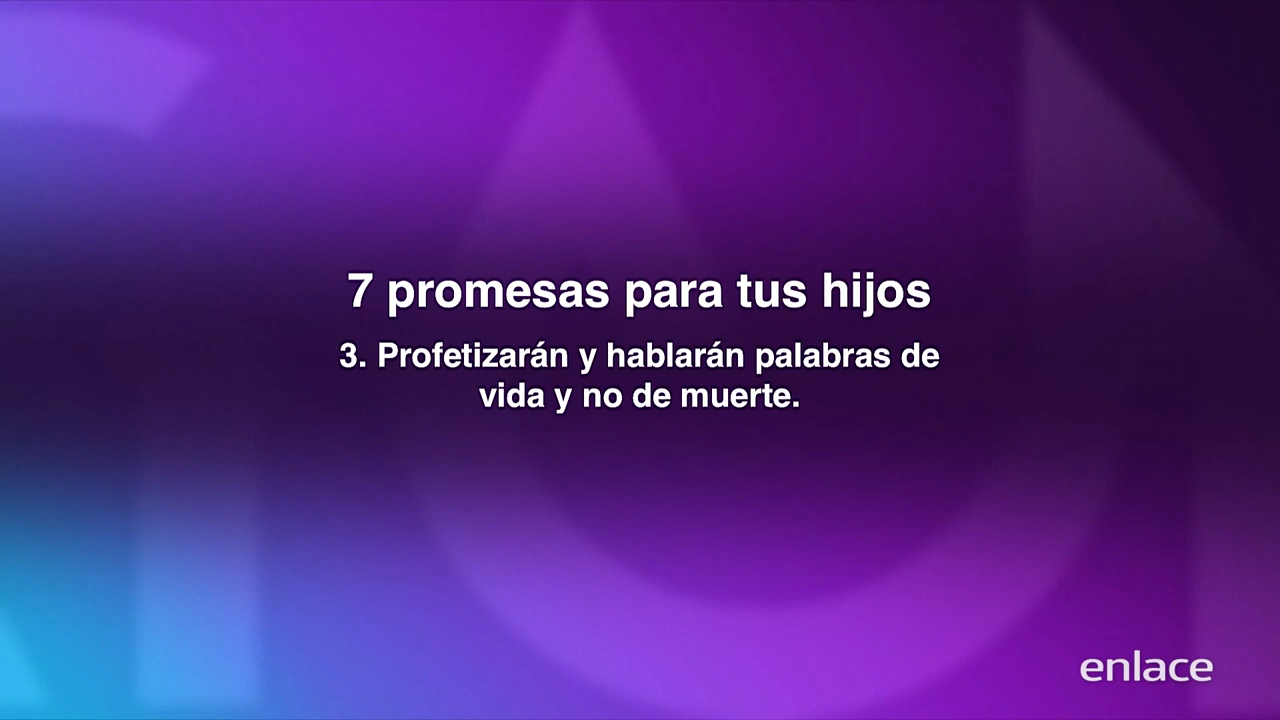 7 promesas para tus hijos
3. Profetizarán y hablarán palabras de
vida y no de muerte.
enlace